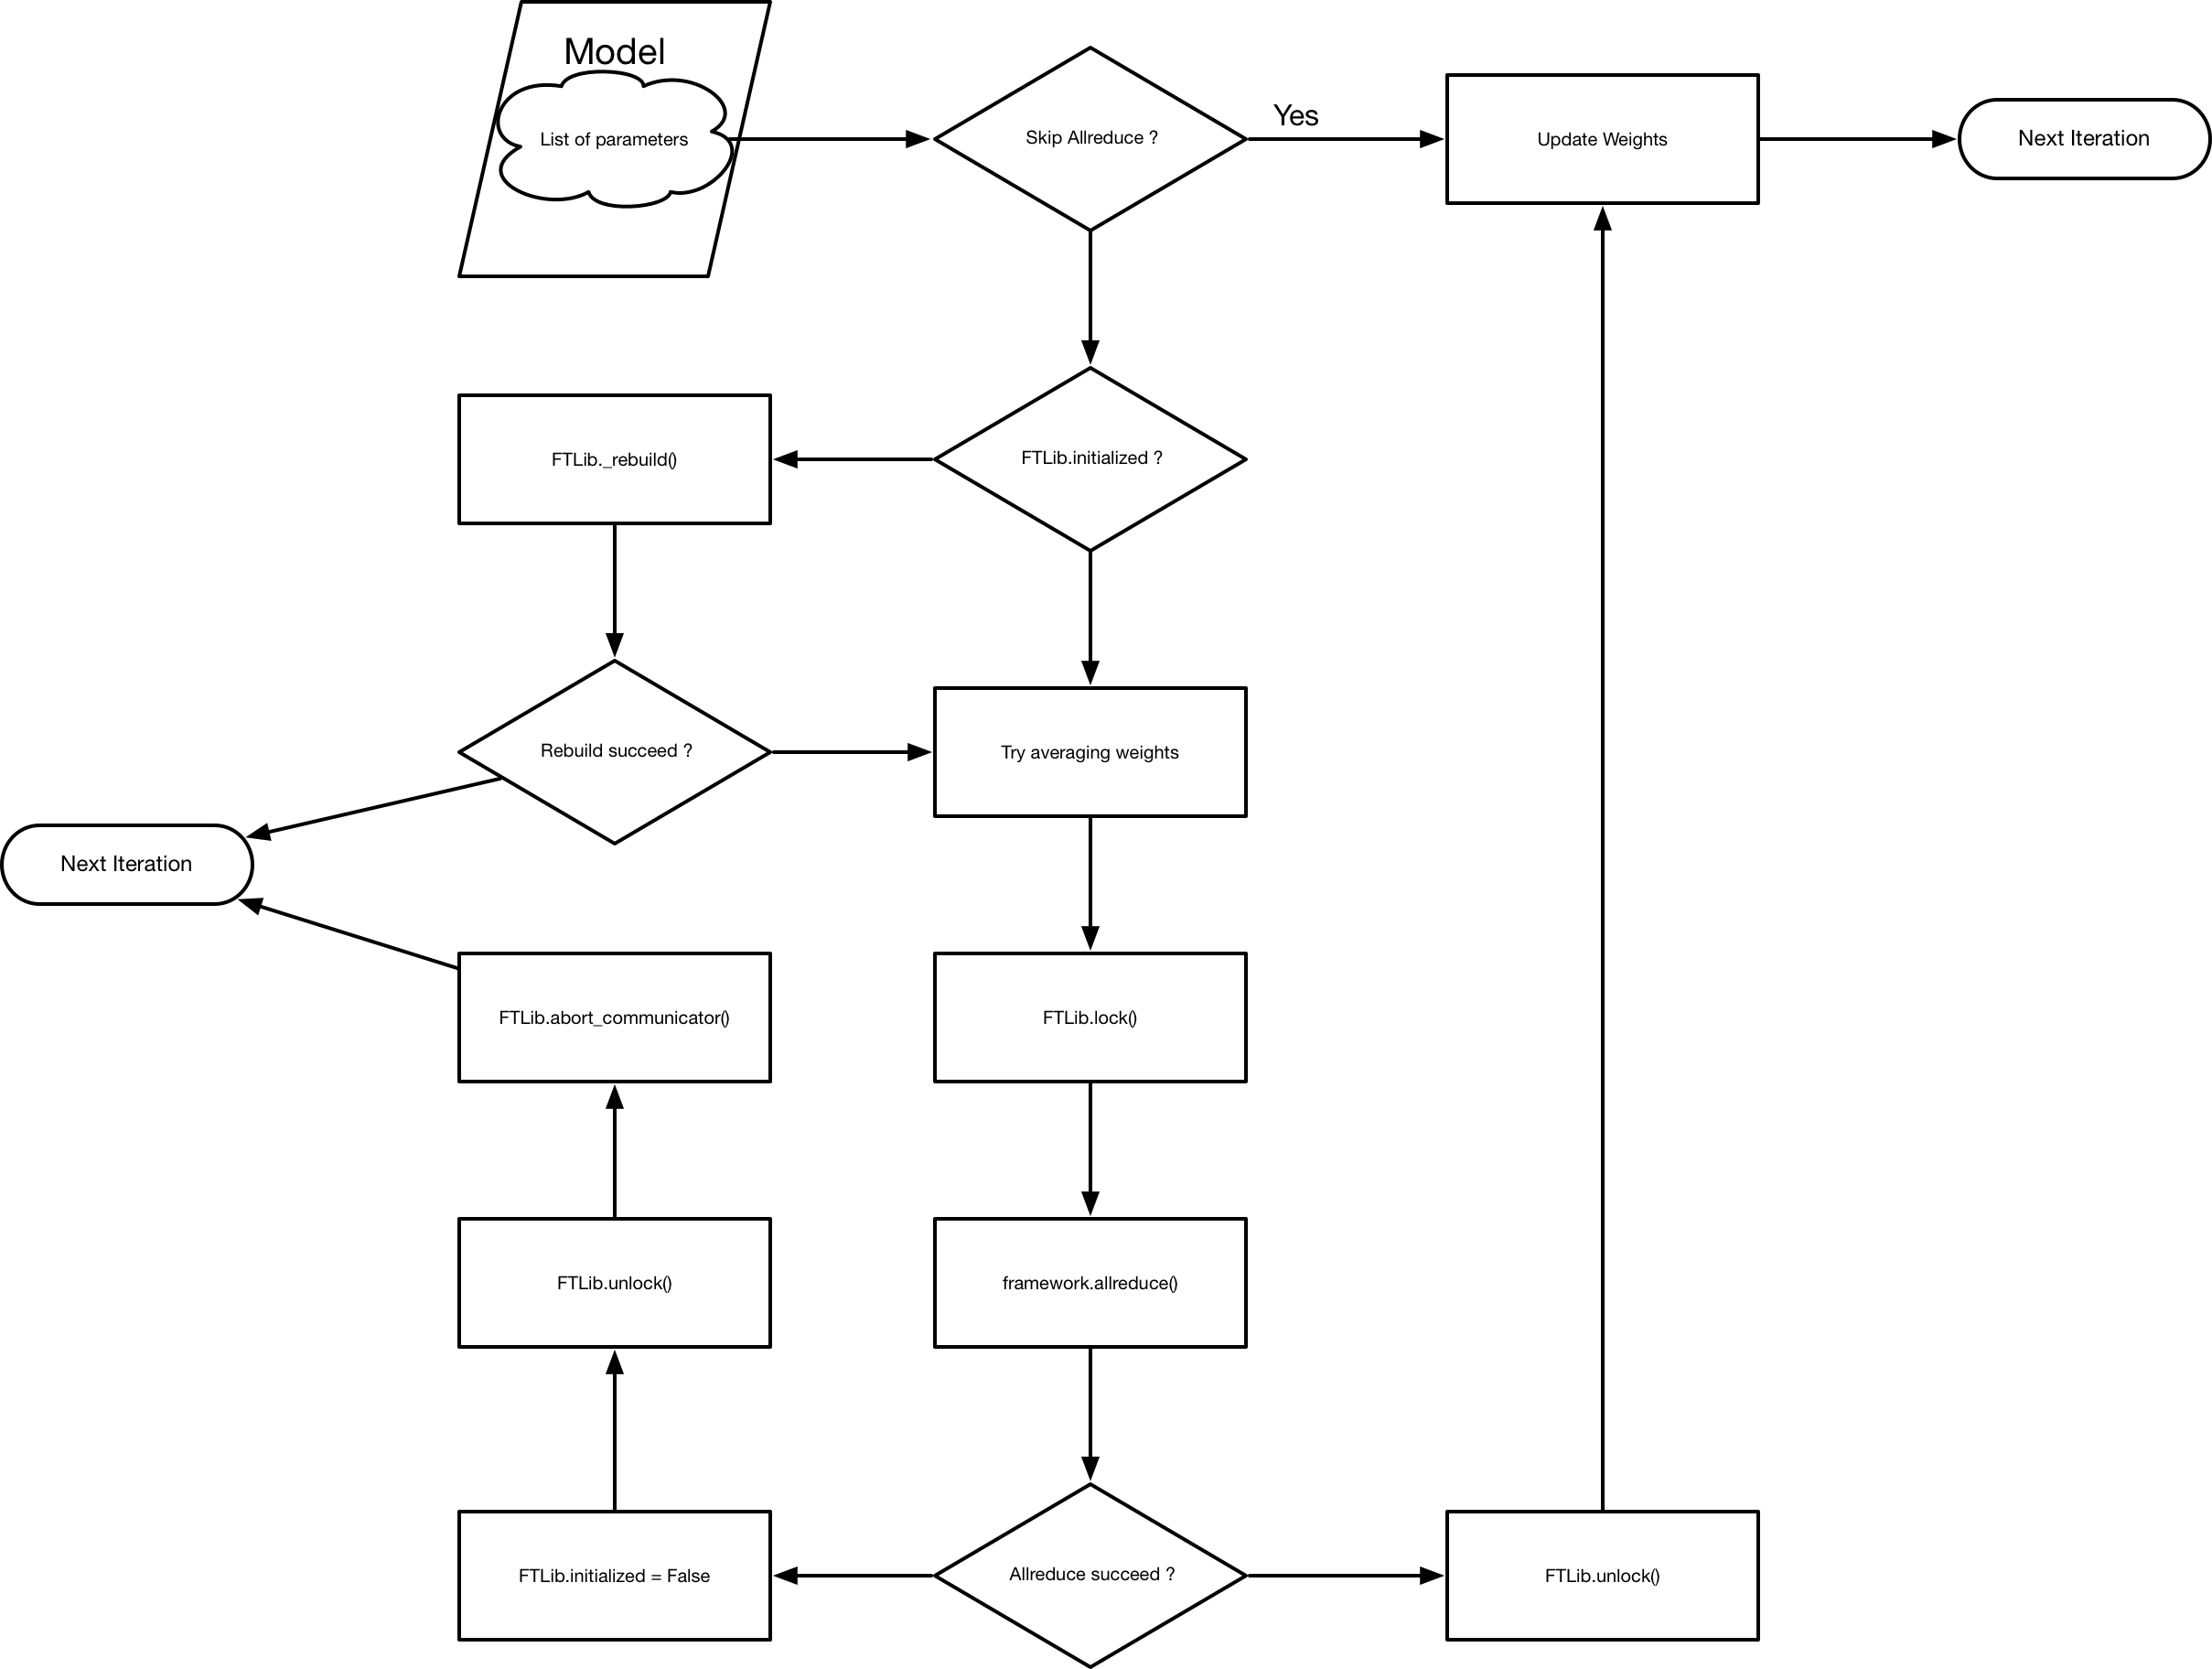 Model
List of parameters
Skip Allreduce ?
Yes
Update Weights
Next Iteration
FTLib._rebuild()
FTLib.initialized ?
Rebuild succeed ?
Try averaging weights
Next Iteration
FTLib.abort_communicator()
FTLib.lock()
FTLib.unlock()
framework.allreduce()
FTLib.initialized = False
Allreduce succeed ?
FTLib.unlock()